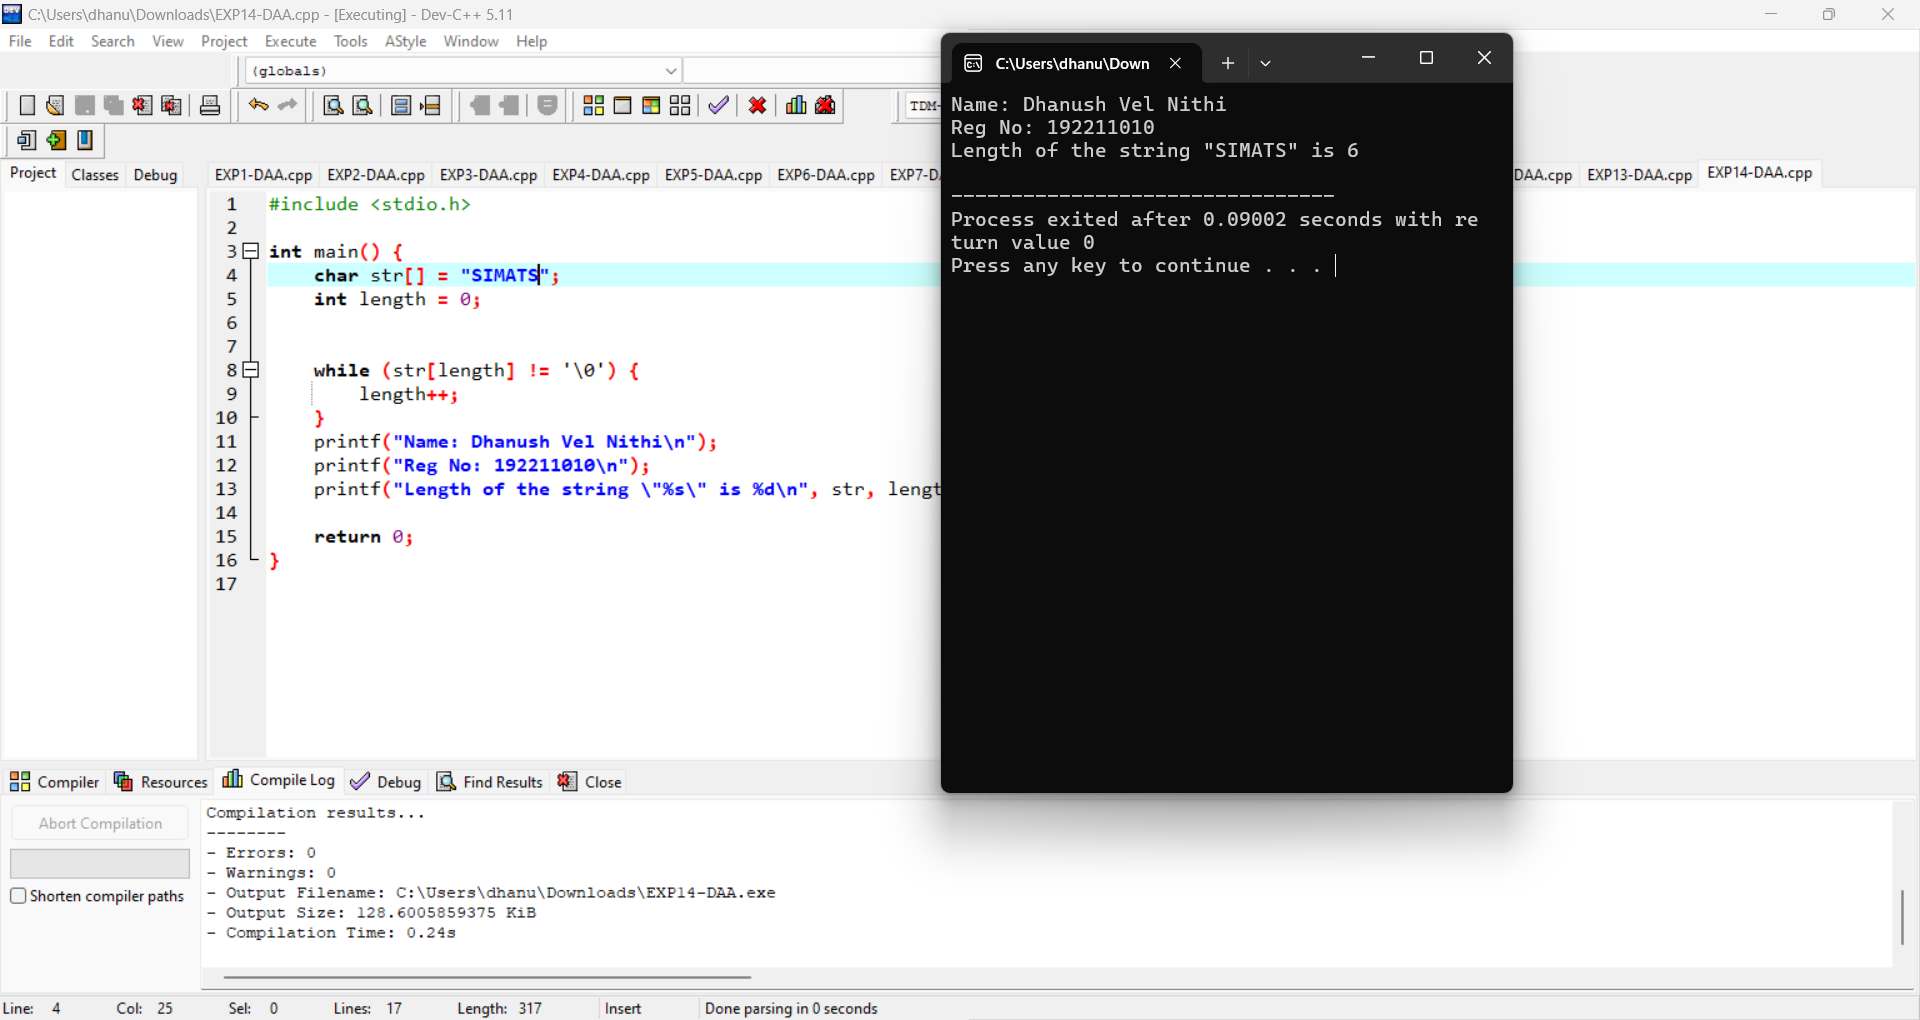 C:\Users\dhanu\Downloads\EXP14-DAA.cpp - [Executing] - Dev-C++ 5.11
File Edit Search View Project Execute Tools AStyle Window Help
(globals)
TDM-
Project Classes Debug
EXP1-DAA.cpp EXP2-DAA.cpp EXP3-DAA.cpp EXP4-DAA.cpp EXP5-DAA.cpp EXP6-DAA.cpp EXP7-D DAA.cpp EXP13-DAA.cpp EXP14-DAA.cpp
1 #include <stdio.h>
2
3 int main() {
4 char str[] = "SIMATS";
5 int length = 0;
6
7
8 while (str[length] != '\0') {
9 length++;
10 }
11 printf("Name: Dhanush Vel Nithi\n");
12 printf("Reg No: 192211010\n");
13 printf("Length of the string \"%s\" is %d\n", str, lengt
14
15 return 0;
16 }
17
C:\Users\dhanu\Down
Name: Dhanush Vel Nithi
Reg No: 192211010
Length of the string "SIMATS" is 6
--------------------------------
Process exited after 0.09002 seconds with re
turn value 0
Press any key to continue . . .
Compiler Resources Compile Log Debug Find Results Close
Abort Compilation
Shorten compiler paths
Compilation results...
--------
- Errors: 0
- Warnings: 0
- Output Filename: C:\Users\dhanu\Downloads\EXP14-DAA.exe
- Output Size: 128.6005859375 KiB
- Compilation Time: 0.24s
Line: 4 Col: 25 Sel: 0 Lines: 17 Length: 317 Insert Done parsing in 0 seconds